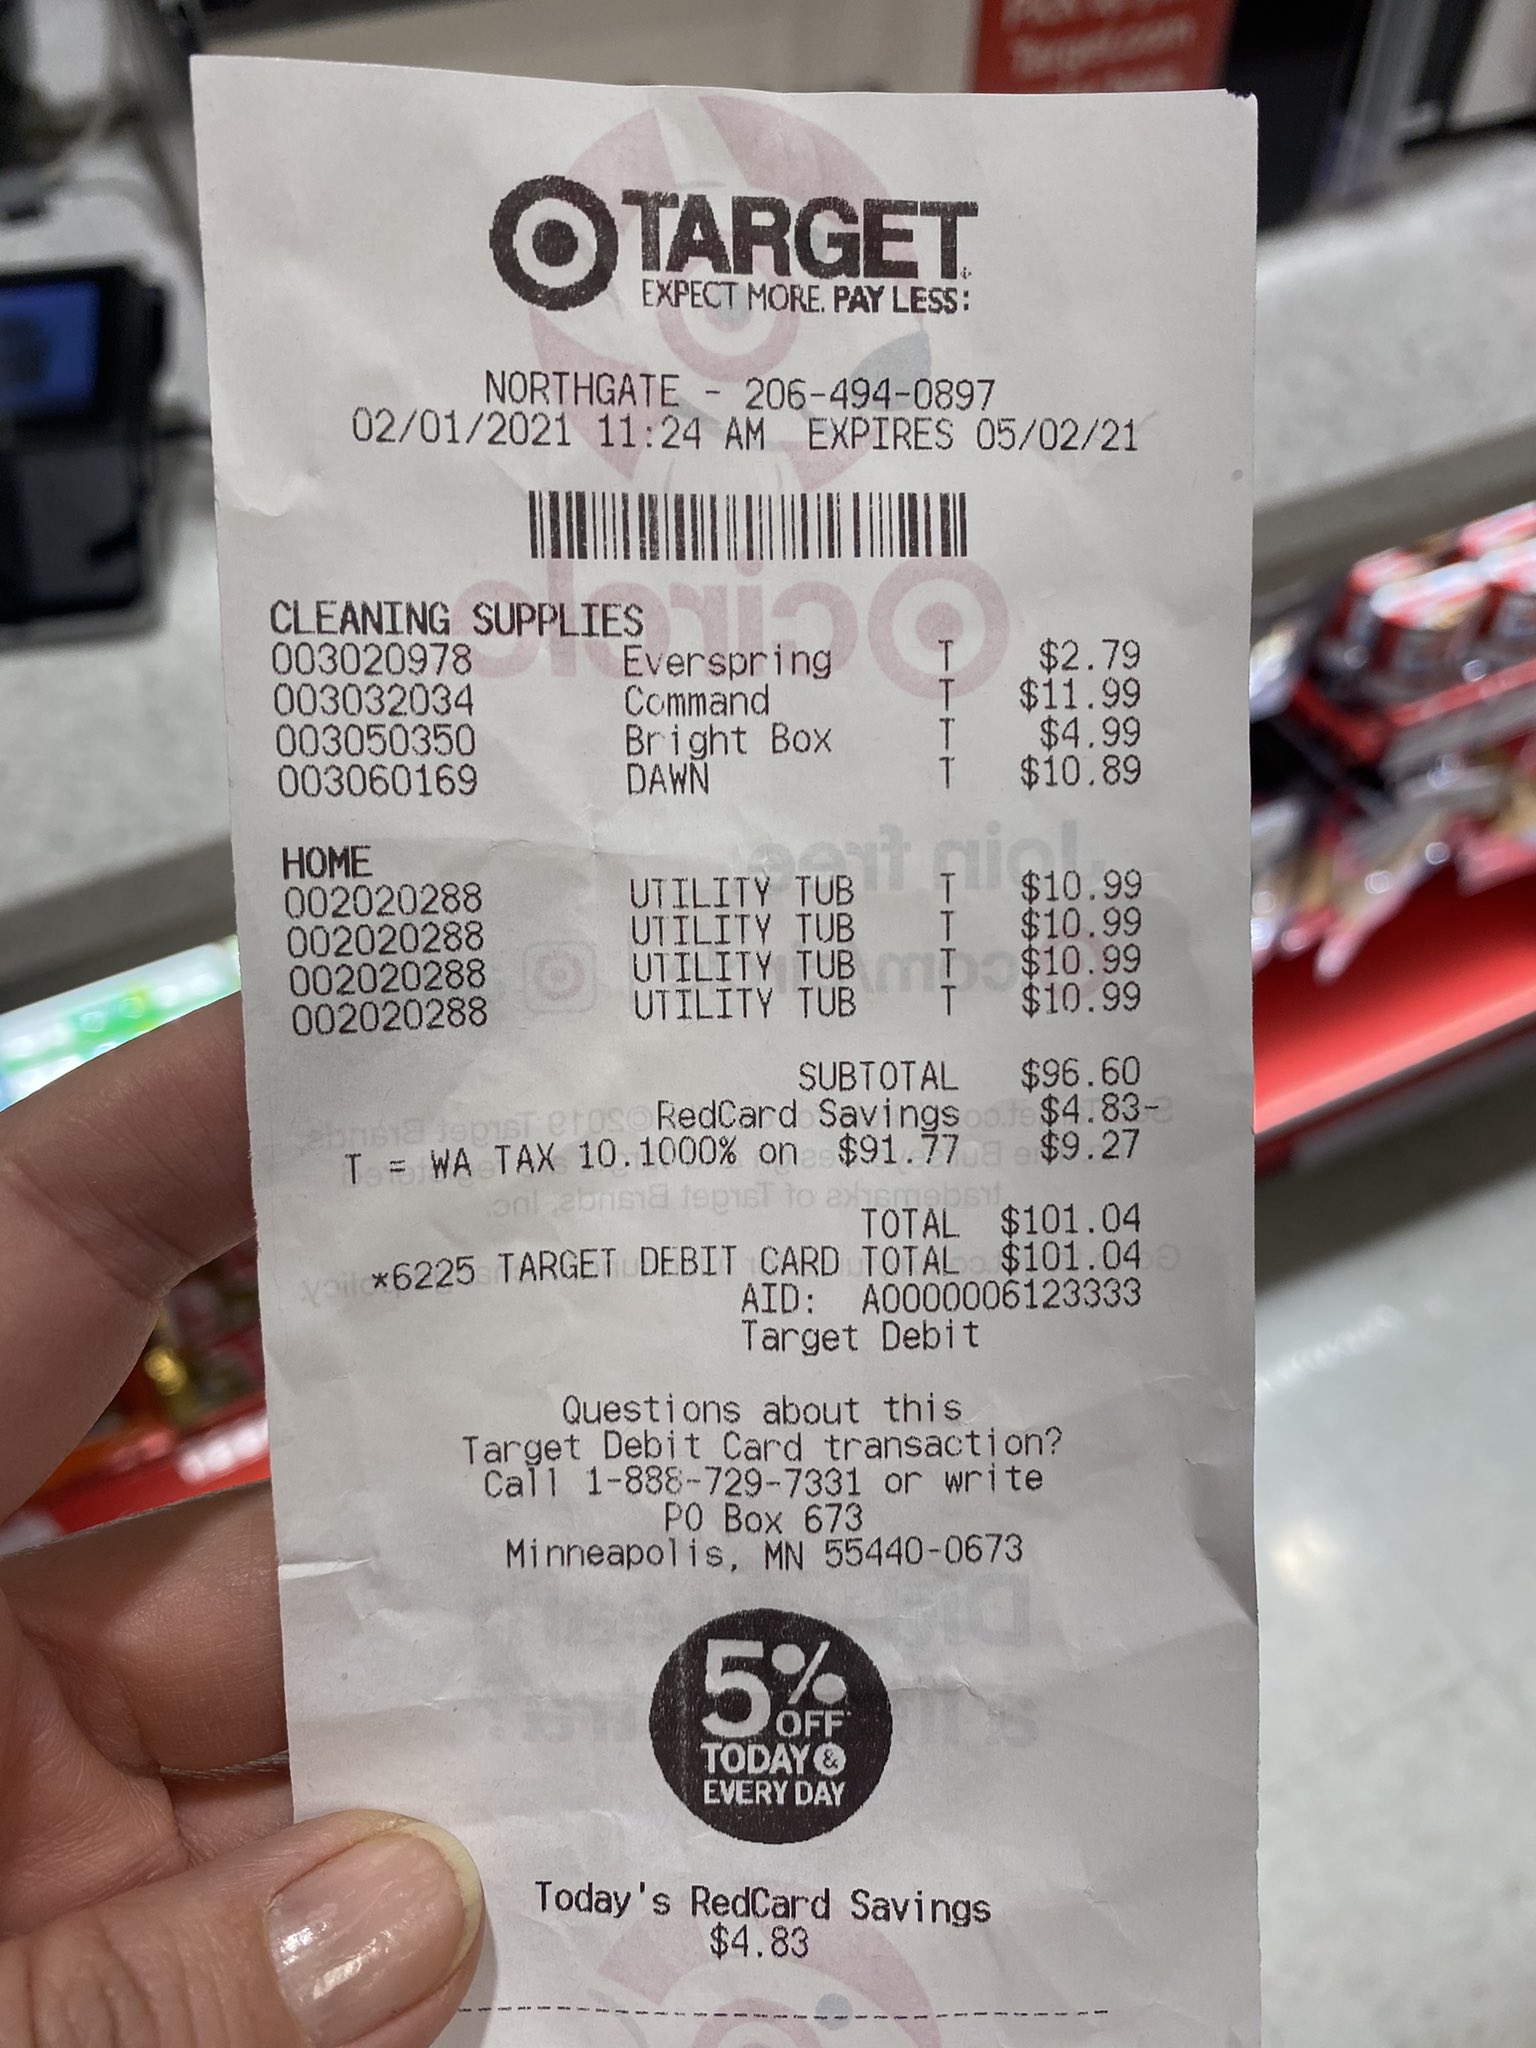 TARGET
EXPECT MORE. PAY LESS.
NORTHGATE - 206-494-0897
02/01/2021 11:24 AM EXPIRES 05/02/21
CLEANING SUPPLIES
003020978 Everspring T $2.79
003032034 Command T $11.99
003050350 Bright Box T $4.99
003060169 DAWN T $10.89
HOME
002020288 UTILITY TUB T $10.99
002020288 UTILITY TUB T $10.99
002020288 UTILITY TUB T $10.99
002020288 UTILITY TUB T $10.99
SUBTOTAL $96.60
RedCard Savings $4.83-
T = WA TAX 10.1000% on $91.77 $9.27
TOTAL $101.04
*6225 TARGET DEBIT CARD TOTAL $101.04
AID: A0000006123333
Target Debit
Questions about this
Target Debit Card transaction?
Call 1-888-729-7331 or write
PO Box 673
Minneapolis, MN 55440-0673
5% OFF
TODAY &
EVERY DAY
Today's RedCard Savings
$4.83